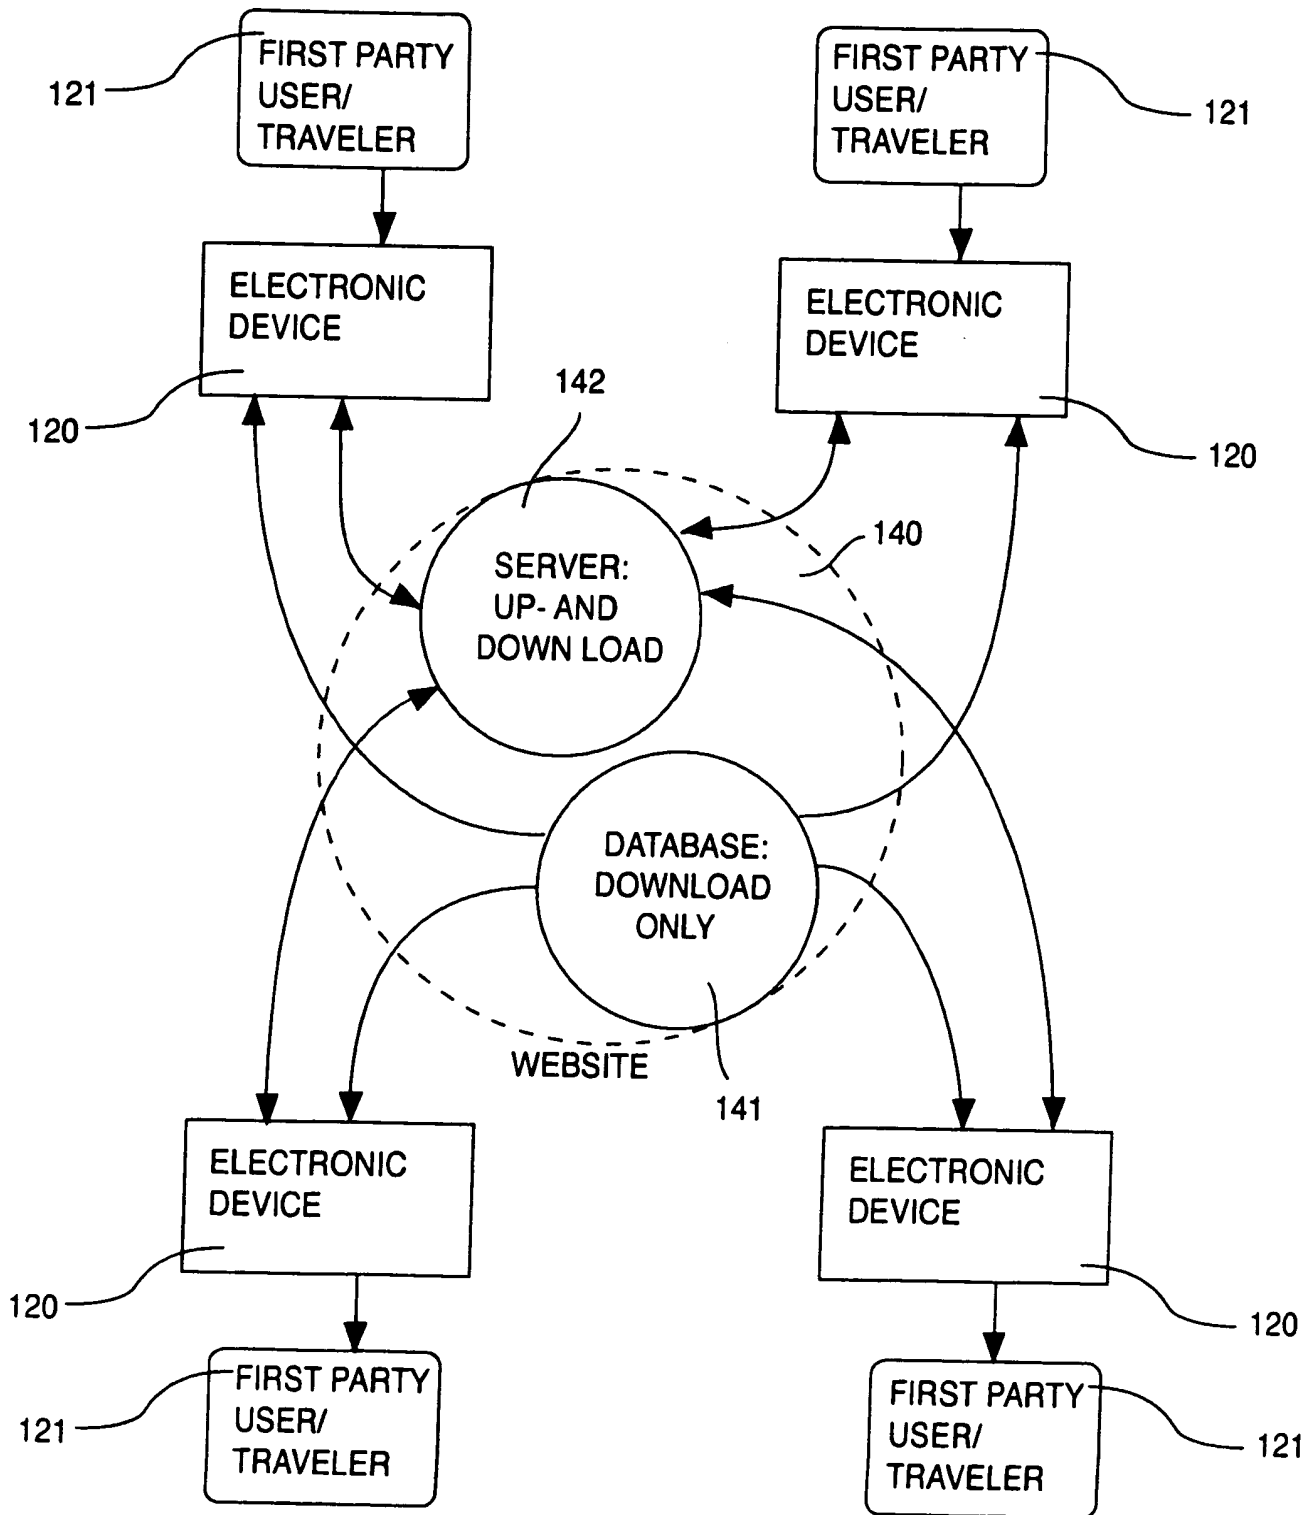 FIRST PARTY
USER/
TRAVELER
121
FIRST PARTY
USER/
TRAVELER
121
ELECTRONIC
DEVICE
120
ELECTRONIC
DEVICE
120
142
140
SERVER:
UP- AND
DOWN LOAD
DATABASE:
DOWNLOAD
ONLY
WEBSITE
141
ELECTRONIC
DEVICE
120
ELECTRONIC
DEVICE
120
FIRST PARTY
USER/
TRAVELER
121
FIRST PARTY
USER/
TRAVELER
121